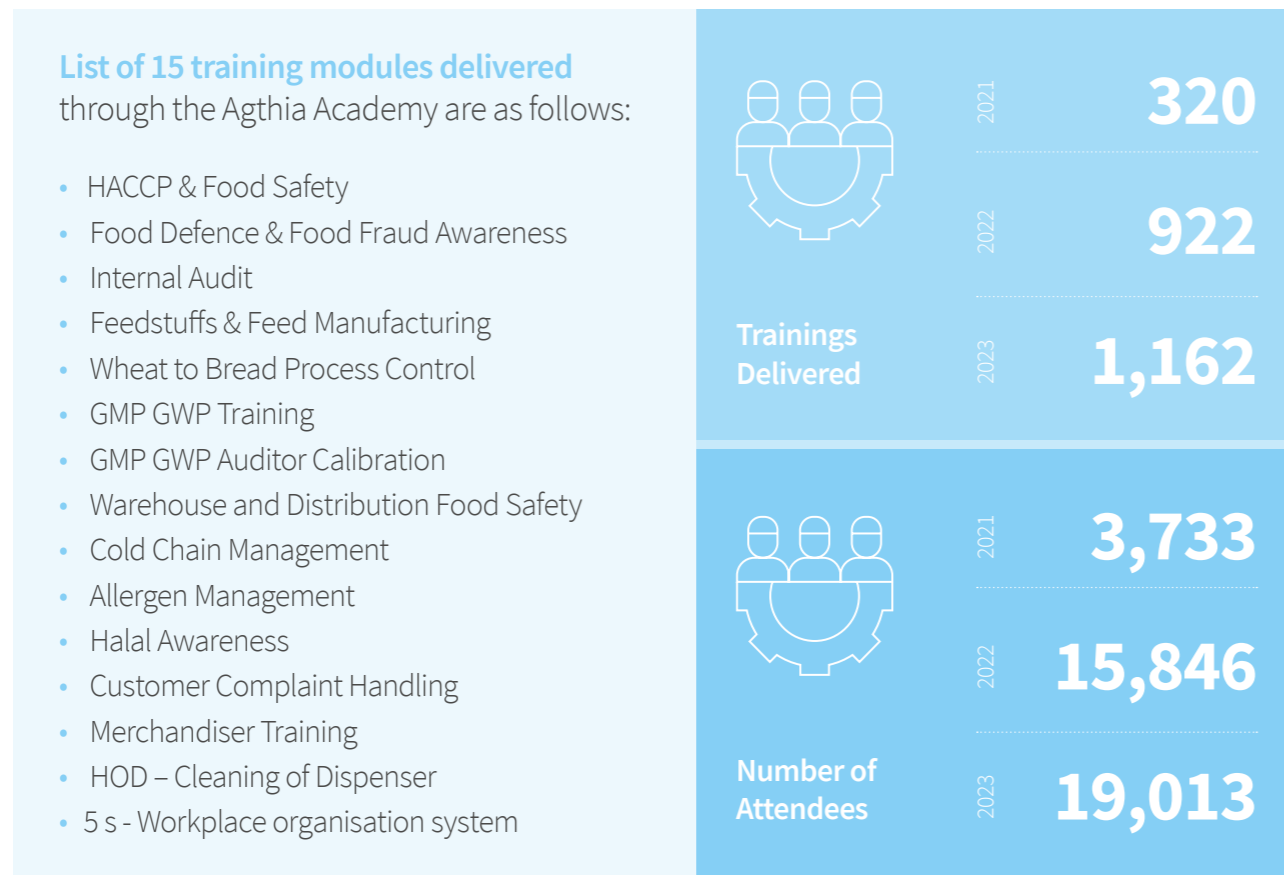 List of 15 training modules delivered
through the Agthia Academy are as follows:
• HACCP & Food Safety
• Food Defence & Food Fraud Awareness
• Internal Audit
• Feedstuffs & Feed Manufacturing
• Wheat to Bread Process Control
• GMP GWP Training
• GMP GWP Auditor Calibration
• Warehouse and Distribution Food Safety
• Cold Chain Management
• Allergen Management
• Halal Awareness
• Customer Complaint Handling
• Merchandiser Training
• HOD – Cleaning of Dispenser
• 5 s - Workplace organisation system
Trainings
Delivered
2021
320
2022
922
2023
1,162
Number of
Attendees
2021
3,733
2022
15,846
2023
19,013